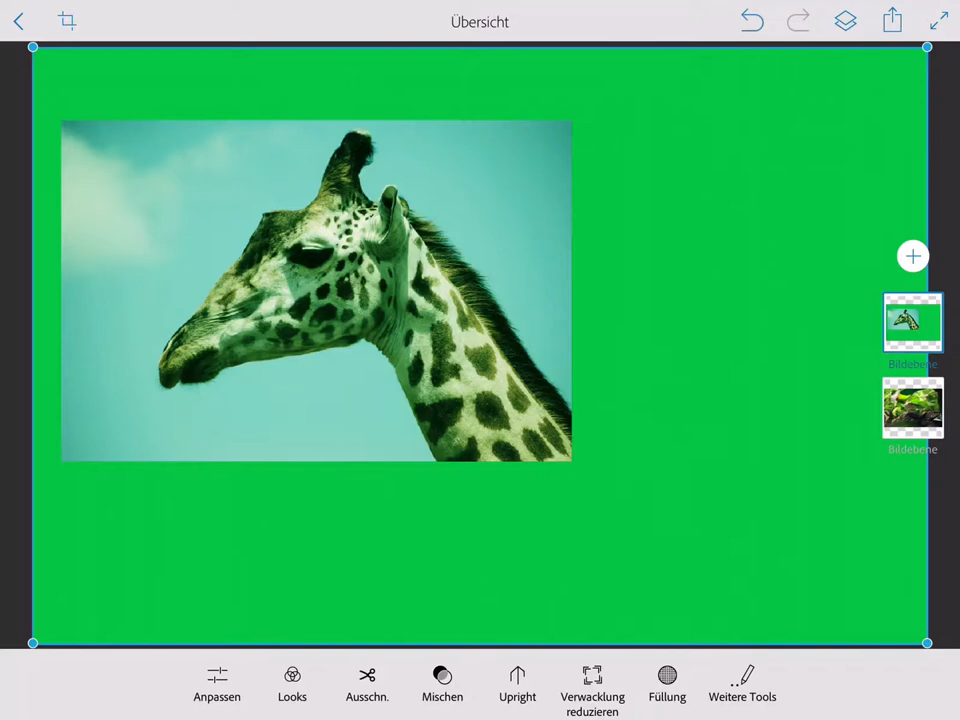 Übersicht
Bildebene
Bildebene
Anpassen
Looks
Ausschn.
Mischen
Upright
Verwacklung
reduzieren
Füllung
Weitere Tools